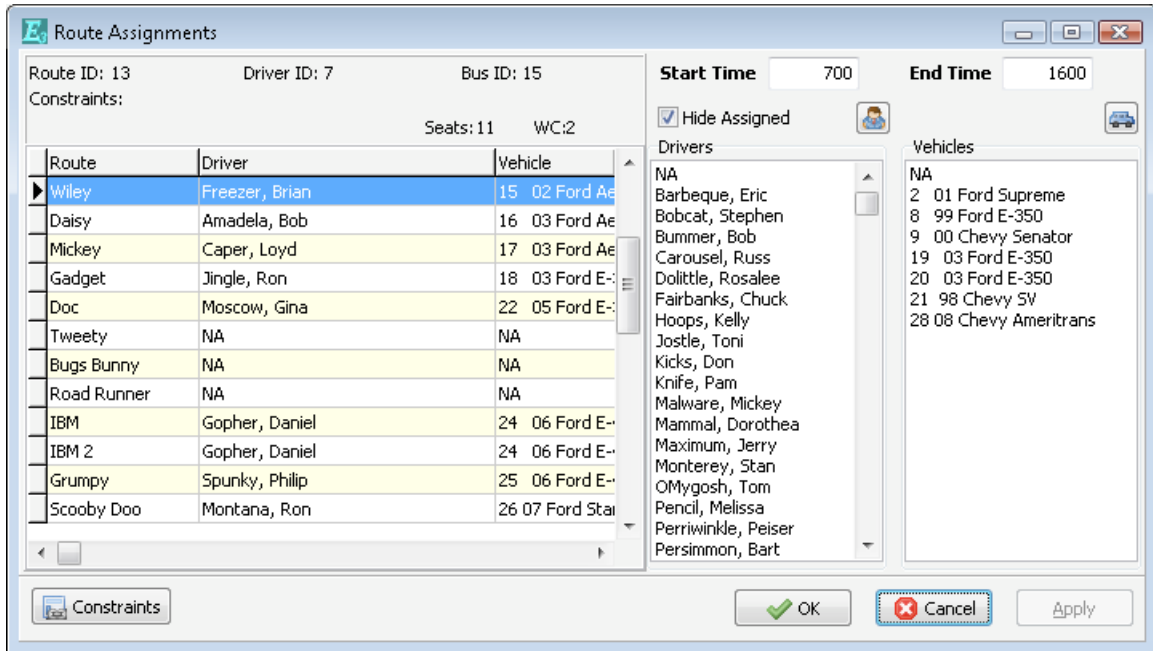 Route Assignments
Route ID: 13 Driver ID: 7 Bus ID: 15
Constraints:
Seats: 11 WC:2
Start Time 700 End Time 1600
Hide Assigned
Route Driver Vehicle
Wiley Freezer, Brian 15 02 Ford Ae
Daisy Amadela, Bob 16 03 Ford Ae
Mickey Caper, Loyd 17 03 Ford Ae
Gadget Jingle, Ron 18 03 Ford E-
Doc Moscow, Gina 22 05 Ford E-
Tweety NA NA
Bugs Bunny NA NA
Road Runner NA NA
IBM Gopher, Daniel 24 06 Ford E-
IBM 2 Gopher, Daniel 24 06 Ford E-
Grumpy Spunky, Philip 25 06 Ford E-
Scooby Doo Montana, Ron 26 07 Ford Sta
Drivers
NA
Barbeque, Eric
Bobcat, Stephen
Bummer, Bob
Carousel, Russ
Dolittle, Rosalee
Fairbanks, Chuck
Hoops, Kelly
Jostle, Toni
Kicks, Don
Knife, Pam
Malware, Mickey
Mammal, Dorothea
Maximum, Jerry
Monterey, Stan
OMygosh, Tom
Pencil, Melissa
Perriwinkle, Peiser
Persimmon, Bart
Vehicles
NA
2 01 Ford Supreme
8 99 Ford E-350
9 00 Chevy Senator
19 03 Ford E-350
20 03 Ford E-350
21 98 Chevy SV
28 08 Chevy Ameritrans
Constraints
OK
Cancel
Apply